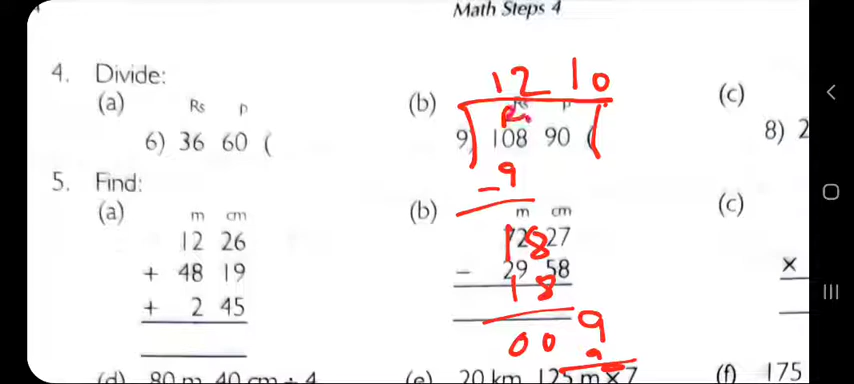 Math Steps 4
4. Divide:
12 10
(a) Rs p (b) Rs p (c)
6) 36 60 ( 9) 108 90 ( 8) 2
- 9
5. Find:
(a) m cm (b) m cm (c)
12 26 72 27
18
+ 48 19 - 29 58 ×
18
+ 2 45
00 9
9
(d) 80 m 40 cm ÷ 4 (e) 20 km 125 m × 7 (f) 175